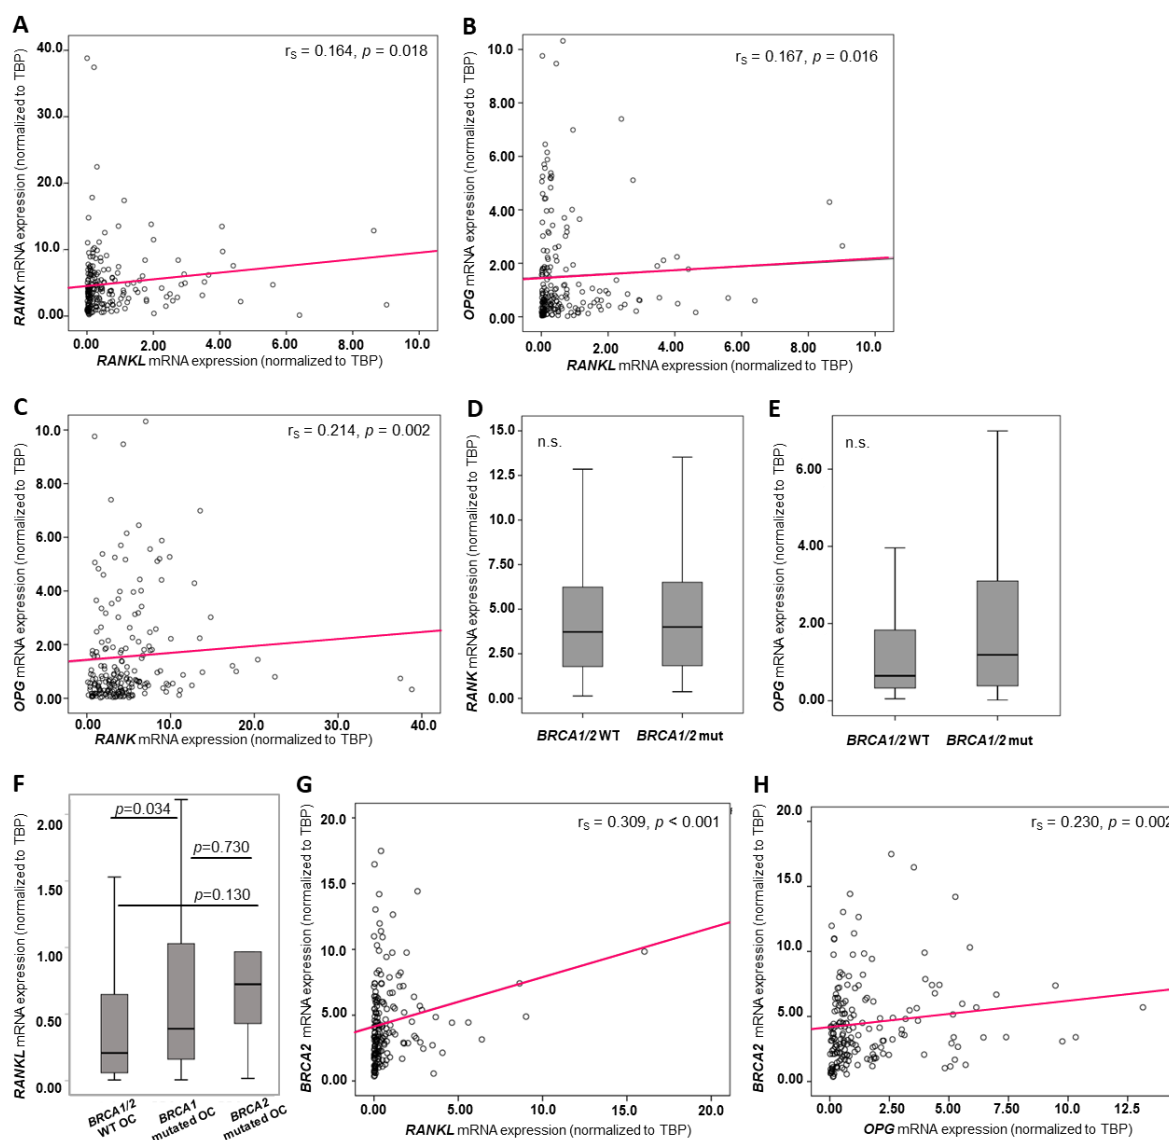 A
RANK mRNA expression (normalized to TBP)
40.0
30.0
20.0
10.0
0.00
r_S = 0.164, p = 0.018
0.00 2.00 4.00 6.00 8.00 10.0
RANKL mRNA expression (normalized to TBP)
B
OPG mRNA expression (normalized to TBP)
10.0
8.00
6.00
4.00
2.00
0.00
r_S = 0.167, p = 0.016
0.00 2.00 4.00 6.00 8.00 10.0
RANKL mRNA expression (normalized to TBP)
C
OPG mRNA expression (normalized to TBP)
10.0
8.00
6.00
4.00
2.00
0.00
r_S = 0.214, p = 0.002
0.00 10.0 20.0 30.0 40.0
RANK mRNA expression (normalized to TBP)
D
RANK mRNA expression (normalized to TBP)
15.0
12.5
10.0
7.50
5.00
2.50
0.00
n.s.
BRCA1/2 WT BRCA1/2 mut
E
OPG mRNA expression (normalized to TBP)
6.00
4.00
2.00
0.00
n.s.
BRCA1/2 WT BRCA1/2 mut
F
RANKL mRNA expression (normalized to TBP)
2.00
1.50
1.00
0.50
0.00
p=0.034
p=0.730
p=0.130
BRCA1/2
WT OC
BRCA1
mutated OC
BRCA2
mutated OC
G
BRCA2 mRNA expression (normalized to TBP)
20.0
15.0
10.0
5.00
0.00
r_S = 0.309, p < 0.001
0.00 5.00 10.0 15.0 20.0
RANKL mRNA expression (normalized to TBP)
H
BRCA2 mRNA expression (normalized to TBP)
20.0
15.0
10.0
5.00
0.00
r_S = 0.230, p = 0.002
0.00 2.50 5.00 7.50 10.0 12.5
OPG mRNA expression (normalized to TBP)